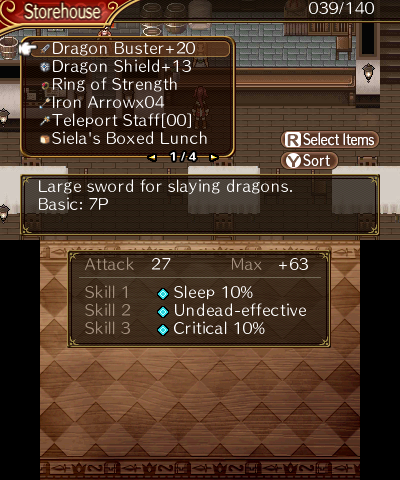 Storehouse
039/140
Dragon Buster+20
Dragon Shield+13
Ring of Strength
Iron Arrowx04
Teleport Staff[00]
Siela's Boxed Lunch
1/4
R Select Items
Y Sort
Large sword for slaying dragons.
Basic: 7P
Attack 27 Max +63
Skill 1 Sleep 10%
Skill 2 Undead-effective
Skill 3 Critical 10%